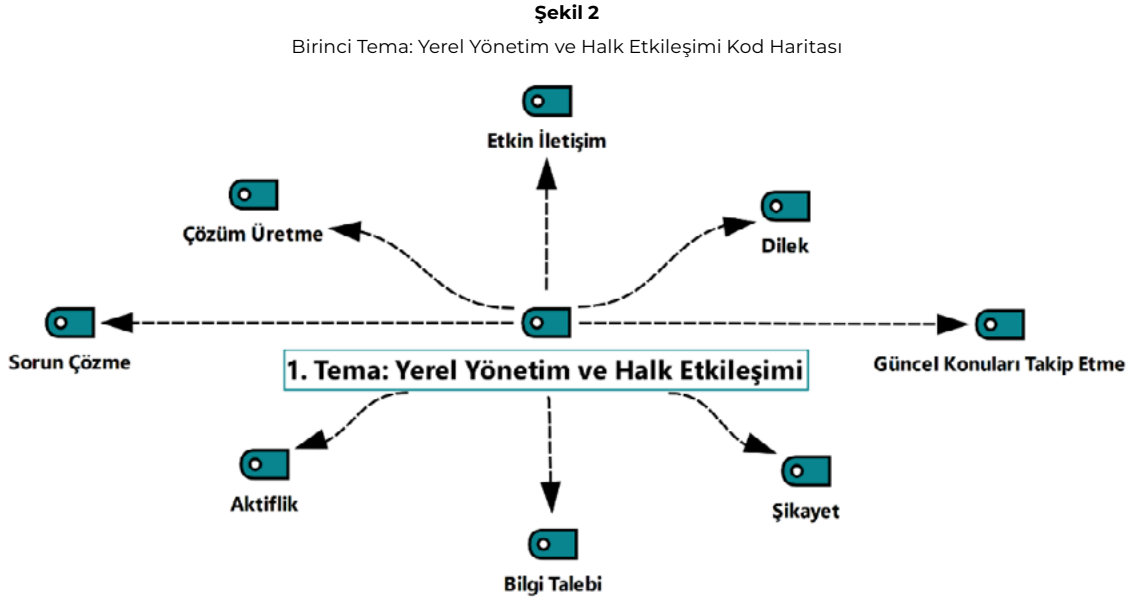 Şekil 2
Birinci Tema: Yerel Yönetim ve Halk Etkileşimi Kod Haritası
Etkin İletişim
Çözüm Üretme
Dilek
Sorun Çözme
Güncel Konuları Takip Etme
1. Tema: Yerel Yönetim ve Halk Etkileşimi
Aktiflik
Şikayet
Bilgi Talebi